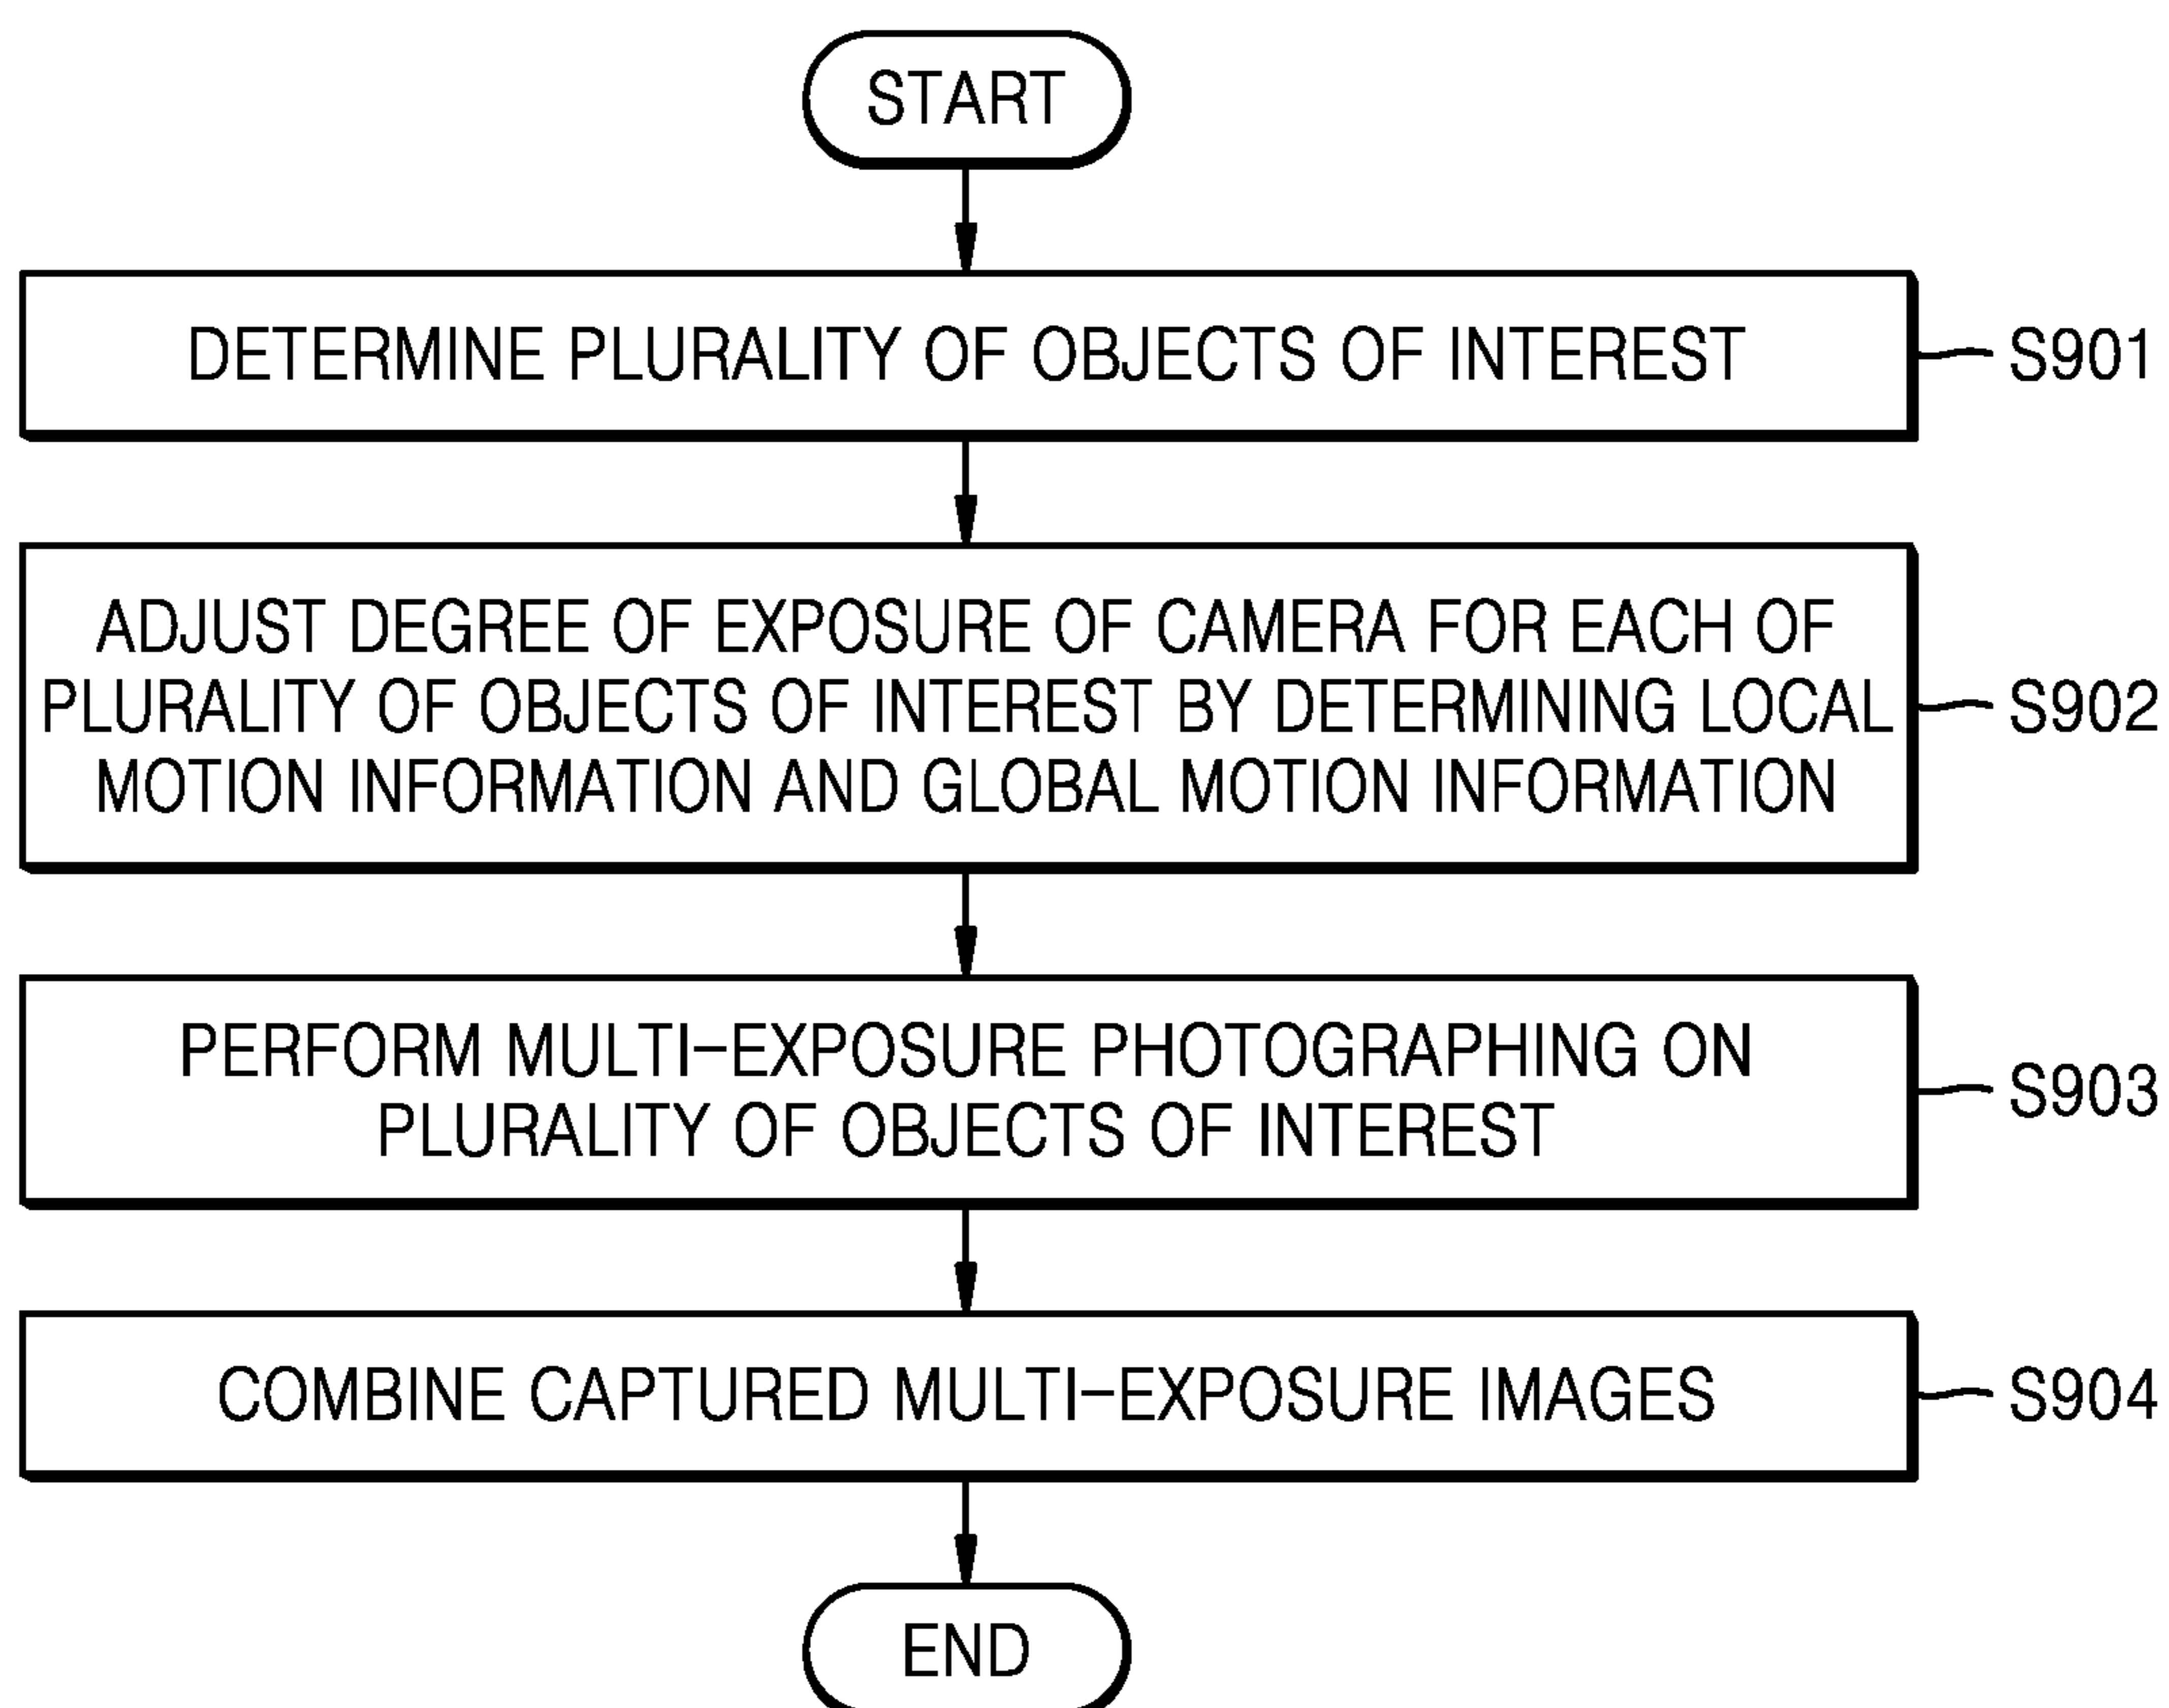 START
DETERMINE PLURALITY OF OBJECTS OF INTEREST
S901
ADJUST DEGREE OF EXPOSURE OF CAMERA FOR EACH OF
PLURALITY OF OBJECTS OF INTEREST BY DETERMINING LOCAL
MOTION INFORMATION AND GLOBAL MOTION INFORMATION
S902
PERFORM MULTI-EXPOSURE PHOTOGRAPHING ON
PLURALITY OF OBJECTS OF INTEREST
S903
COMBINE CAPTURED MULTI-EXPOSURE IMAGES
S904
END